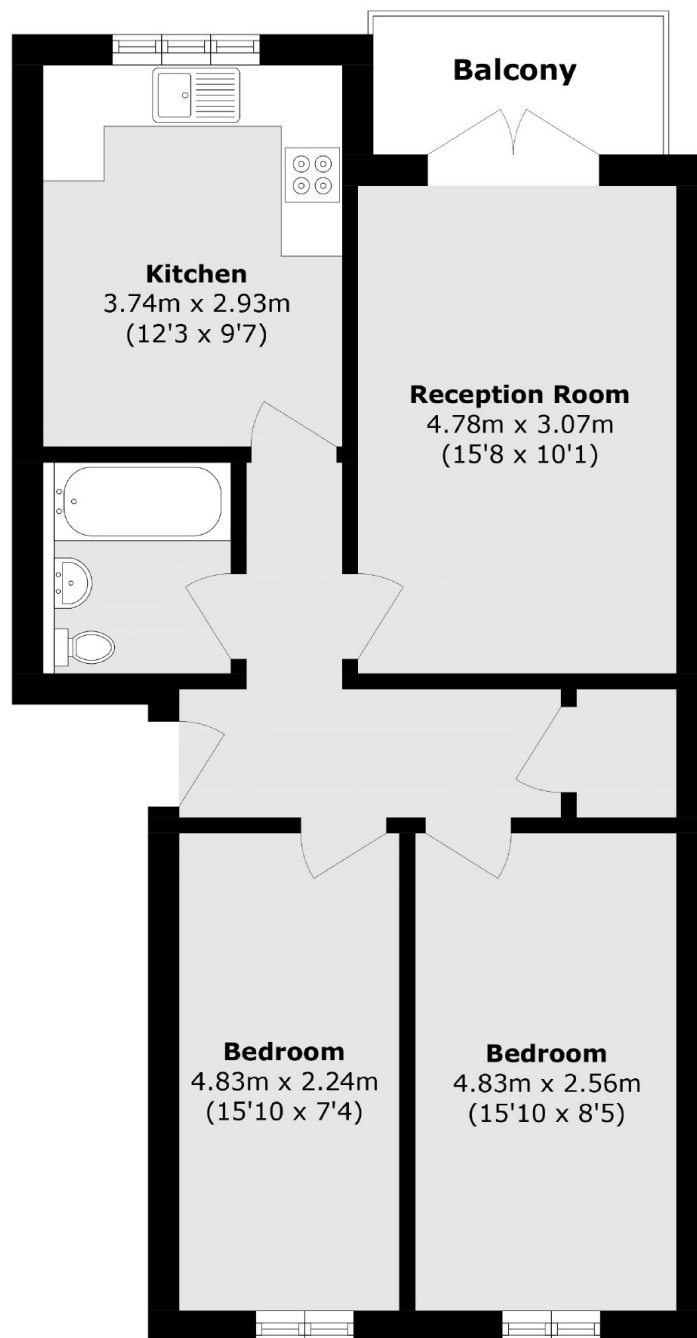 Balcony
Kitchen
3.74m x 2.93m
(12'3 x 9'7)
Reception Room
4.78m x 3.07m
(15'8 x 10'1)
Bedroom
4.83m x 2.24m
(15'10 x 7'4)
Bedroom
4.83m x 2.56m
(15'10 x 8'5)